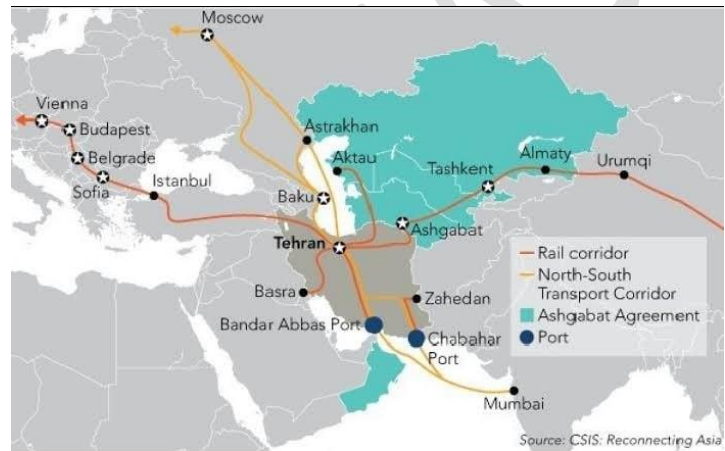 Moscow
Vienna
Budapest
Belgrade
Sofia
Istanbul
Astrakhan
Aktau
Baku
Tashkent
Almaty
Urumqi
Ashgabat
Tehran
Basra
Zahedan
Bandar Abbas Port
Chabahar
Port
Mumbai
Rail corridor
North-South
Transport Corridor
Ashgabat Agreement
Port
Source: CSIS: Reconnecting Asia